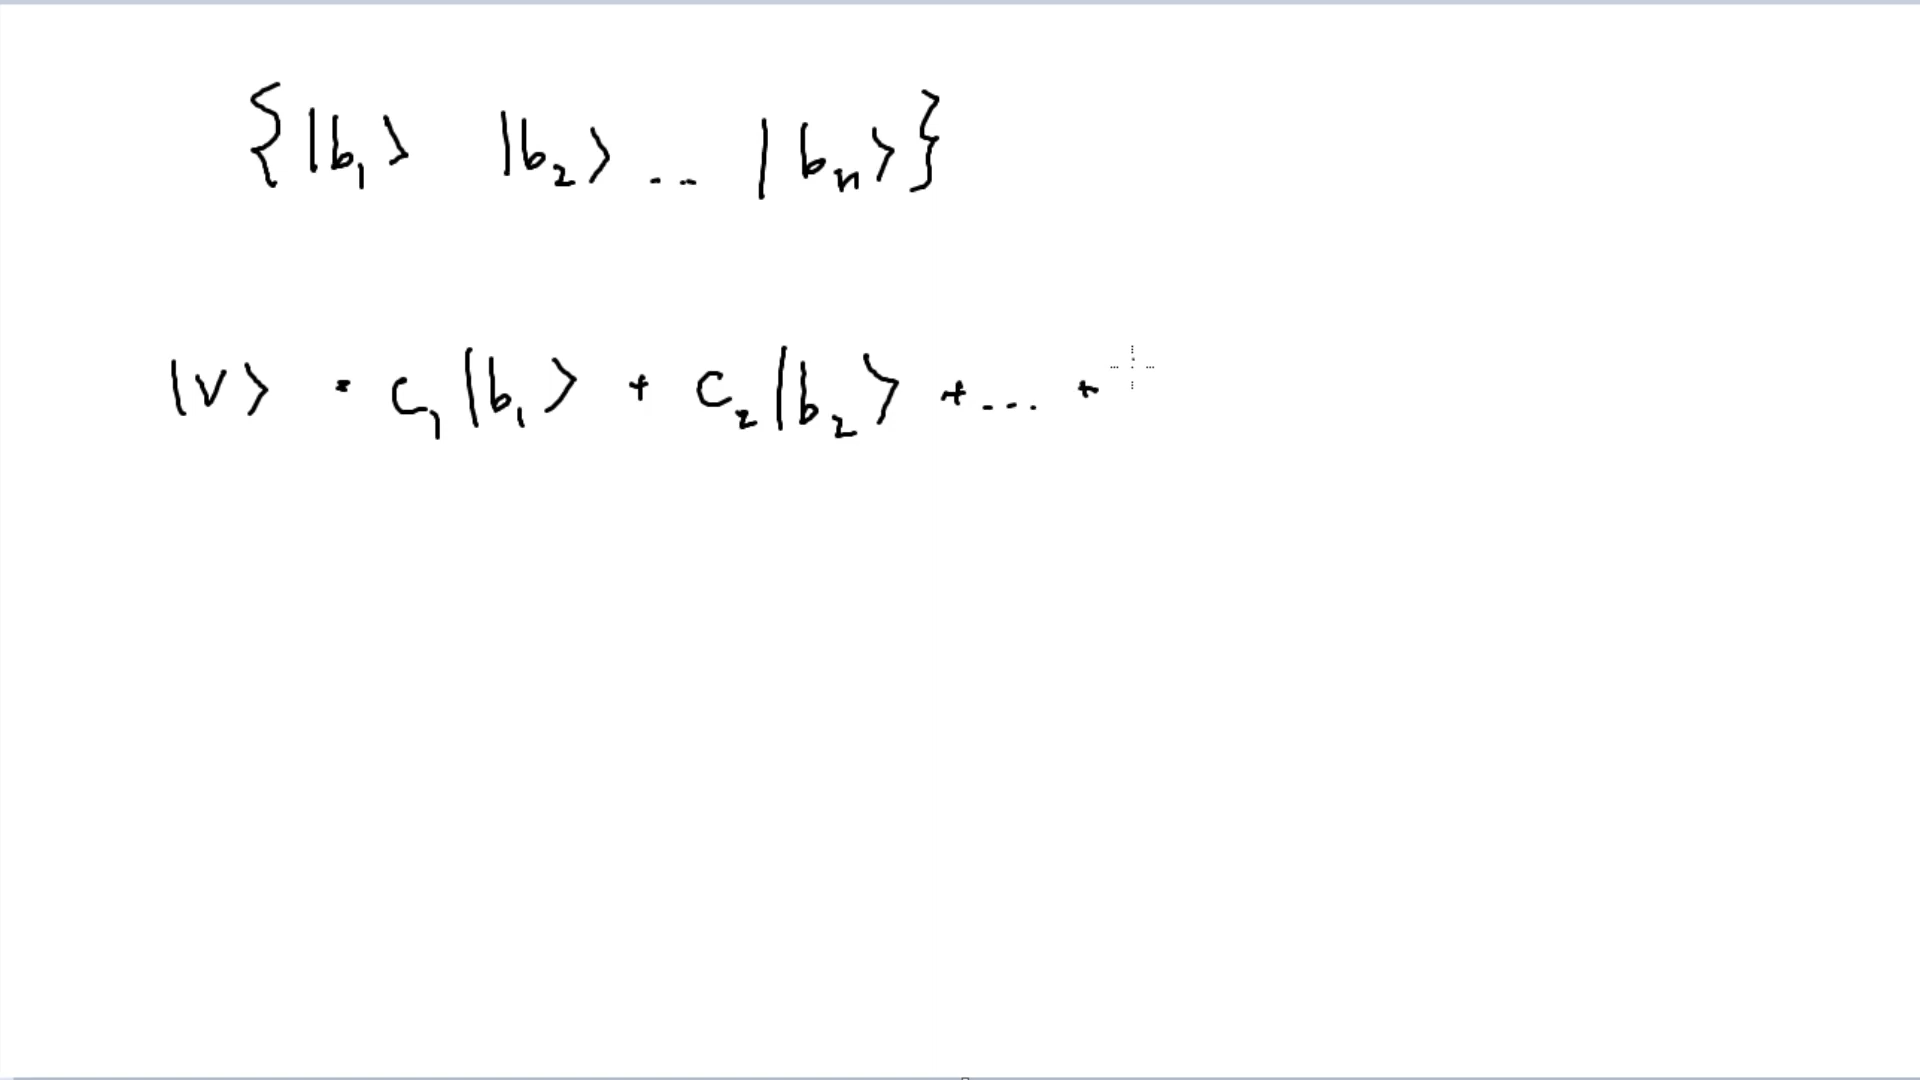 {|b₁⟩ |b₂⟩ .. |bₙ⟩}
|v⟩ = c₁|b₁⟩ + c₂|b₂⟩ +... +